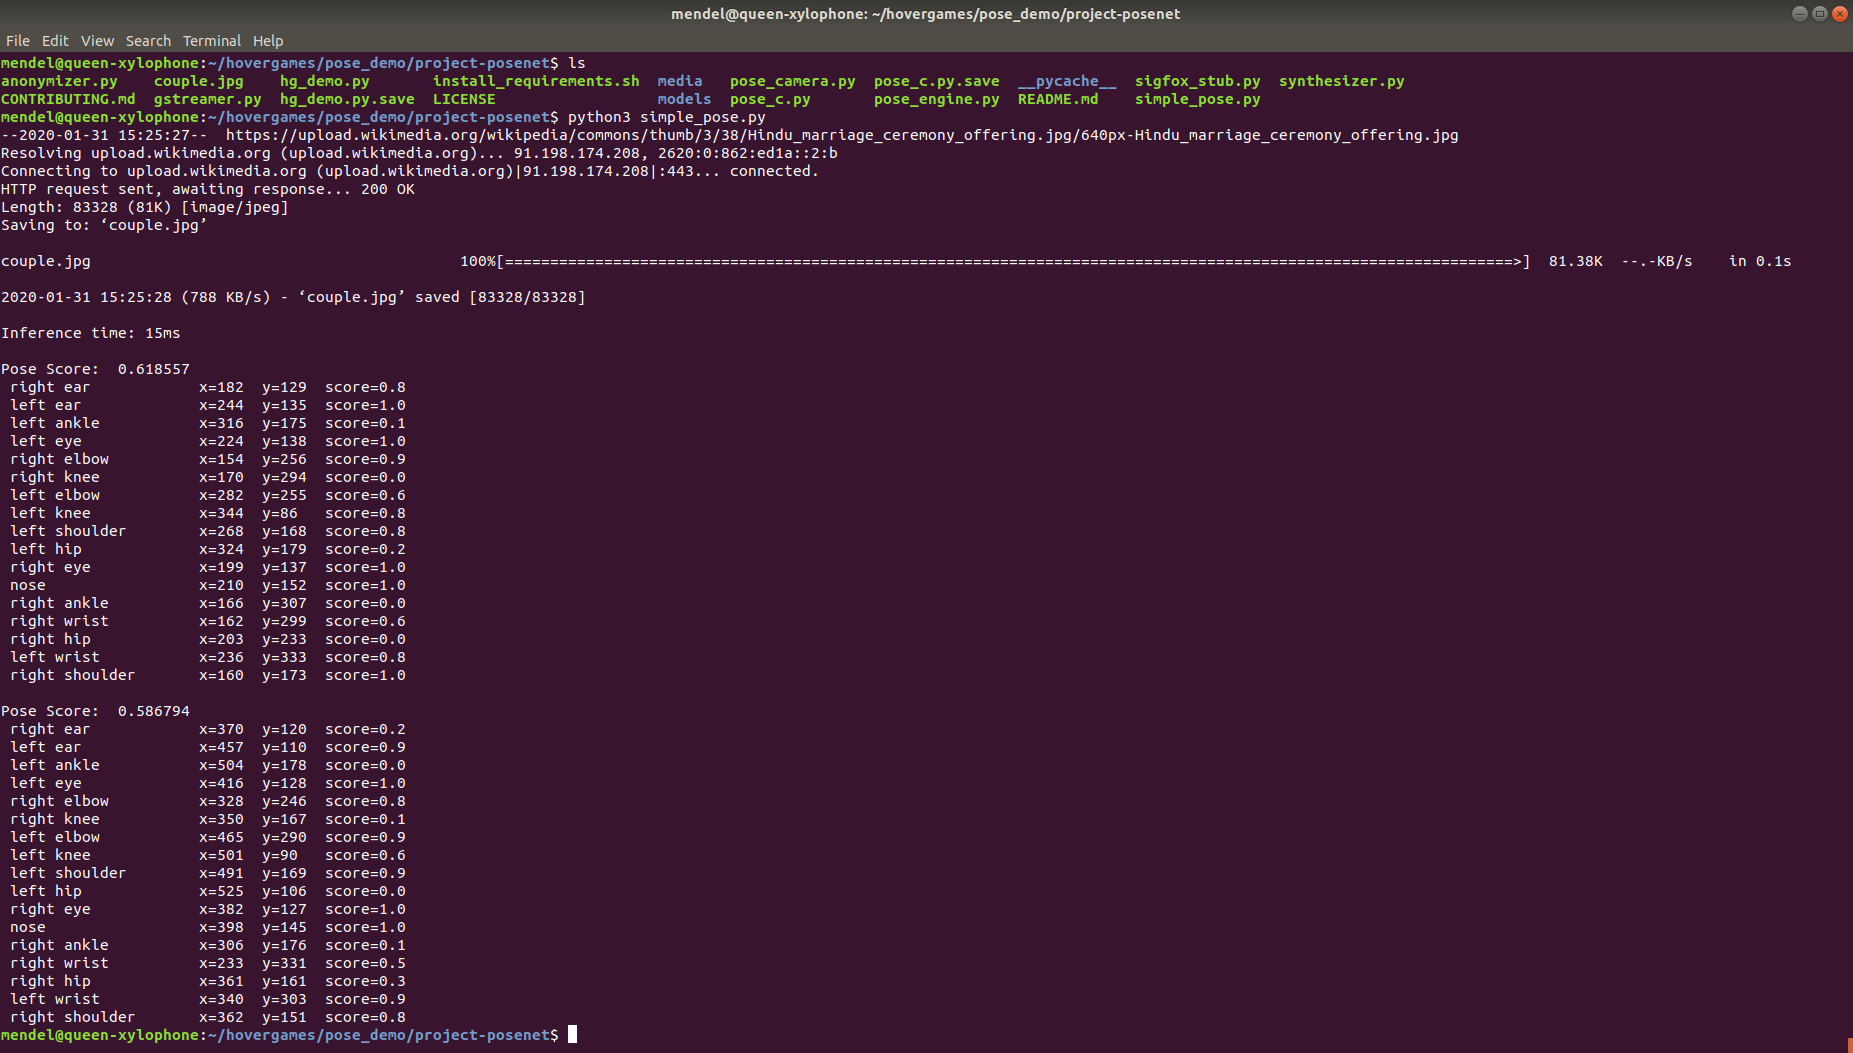 mendel@queen-xylophone: ~/hovergames/pose_demo/project-posenet
File Edit View Search Terminal Help
mendel@queen-xylophone:~/hovergames/pose_demo/project-posenet$ ls
anonymizer.py couple.jpg hg_demo.py install_requirements.sh media pose_camera.py pose_c.py.save __pycache__ sigfox_stub.py synthesizer.py
CONTRIBUTING.md gstreamer.py hg_demo.py.save LICENSE models pose_c.py pose_engine.py README.md simple_pose.py
mendel@queen-xylophone:~/hovergames/pose_demo/project-posenet$ python3 simple_pose.py
--2020-01-31 15:25:27-- https://upload.wikimedia.org/wikipedia/commons/thumb/3/38/Hindu_marriage_ceremony_offering.jpg/640px-Hindu_marriage_ceremony_offering.jpg
Resolving upload.wikimedia.org (upload.wikimedia.org)... 91.198.174.208, 2620:0:862:ed1a::2:b
Connecting to upload.wikimedia.org (upload.wikimedia.org)|91.198.174.208|:443... connected.
HTTP request sent, awaiting response... 200 OK
Length: 83328 (81K) [image/jpeg]
Saving to: ‘couple.jpg’
couple.jpg 100%[================================================================================================================>] 81.38K --.-KB/s in 0.1s
2020-01-31 15:25:28 (788 KB/s) - ‘couple.jpg’ saved [83328/83328]
Inference time: 15ms
Pose Score: 0.618557
right ear x=182 y=129 score=0.8
left ear x=244 y=135 score=1.0
left ankle x=316 y=175 score=0.1
left eye x=224 y=138 score=1.0
right elbow x=154 y=256 score=0.9
right knee x=170 y=294 score=0.0
left elbow x=282 y=255 score=0.6
left knee x=344 y=86 score=0.8
left shoulder x=268 y=168 score=0.8
left hip x=324 y=179 score=0.2
right eye x=199 y=137 score=1.0
nose x=210 y=152 score=1.0
right ankle x=166 y=307 score=0.0
right wrist x=162 y=299 score=0.6
right hip x=203 y=233 score=0.0
left wrist x=236 y=333 score=0.8
right shoulder x=160 y=173 score=1.0
Pose Score: 0.586794
right ear x=370 y=120 score=0.2
left ear x=457 y=110 score=0.9
left ankle x=504 y=178 score=0.0
left eye x=416 y=128 score=1.0
right elbow x=328 y=246 score=0.8
right knee x=350 y=167 score=0.1
left elbow x=465 y=290 score=0.9
left knee x=501 y=90 score=0.6
left shoulder x=491 y=169 score=0.9
left hip x=525 y=106 score=0.0
right eye x=382 y=127 score=1.0
nose x=398 y=145 score=1.0
right ankle x=306 y=176 score=0.1
right wrist x=233 y=331 score=0.5
right hip x=361 y=161 score=0.3
left wrist x=340 y=303 score=0.9
right shoulder x=362 y=151 score=0.8
mendel@queen-xylophone:~/hovergames/pose_demo/project-posenet$